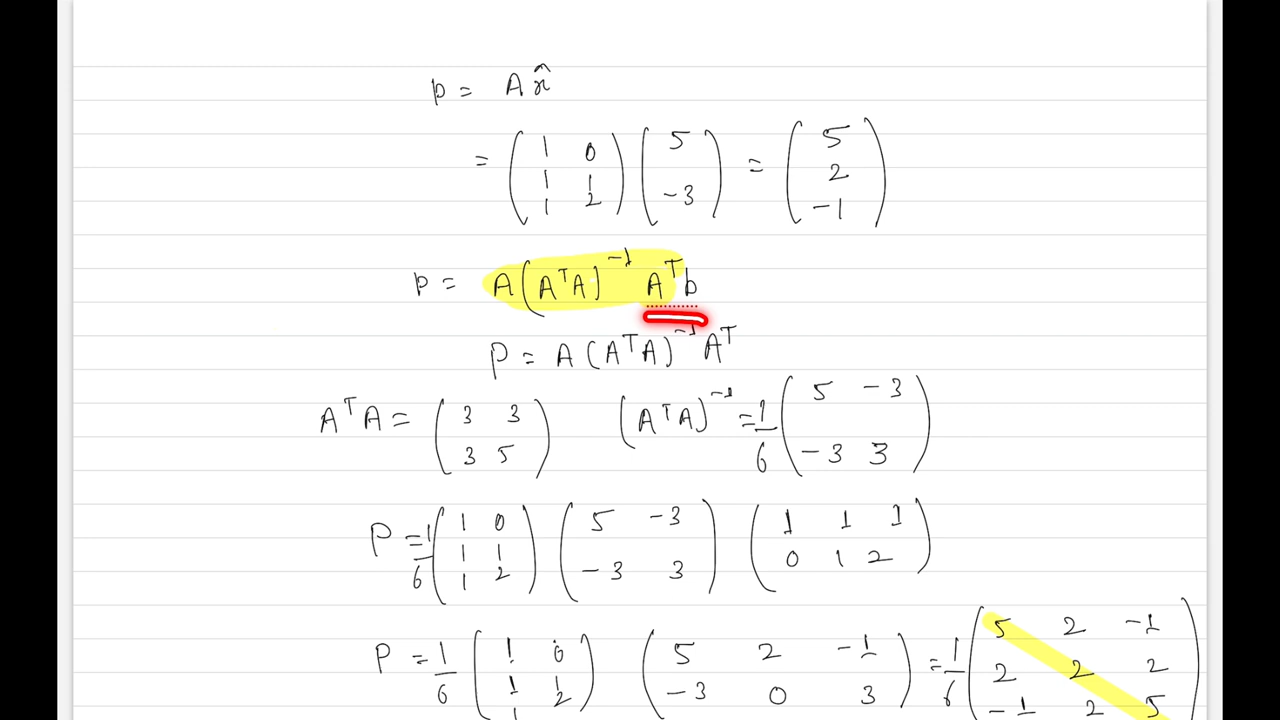 p = A x̂
= ( 1 0 ; 1 1 ; 1 2 ) ( 5 ; -3 ) = ( 5 ; 2 ; -1 )
p = A(AᵀA)⁻¹ Aᵀb
P = A(AᵀA)⁻¹Aᵀ
AᵀA = ( 3 3 ; 3 5 ) (AᵀA)⁻¹ = 1/6 ( 5 -3 ; -3 3 )
P = 1/6 ( 1 0 ; 1 1 ; 1 2 ) ( 5 -3 ; -3 3 ) ( 1 1 1 ; 0 1 2 )
P = 1/6 ( 1 0 ; 1 1 ; 1 2 ) ( 5 2 -1 ; -3 0 3 ) = 1/6 ( 5 2 -1 ; 2 2 2 ; -1 2 5 )